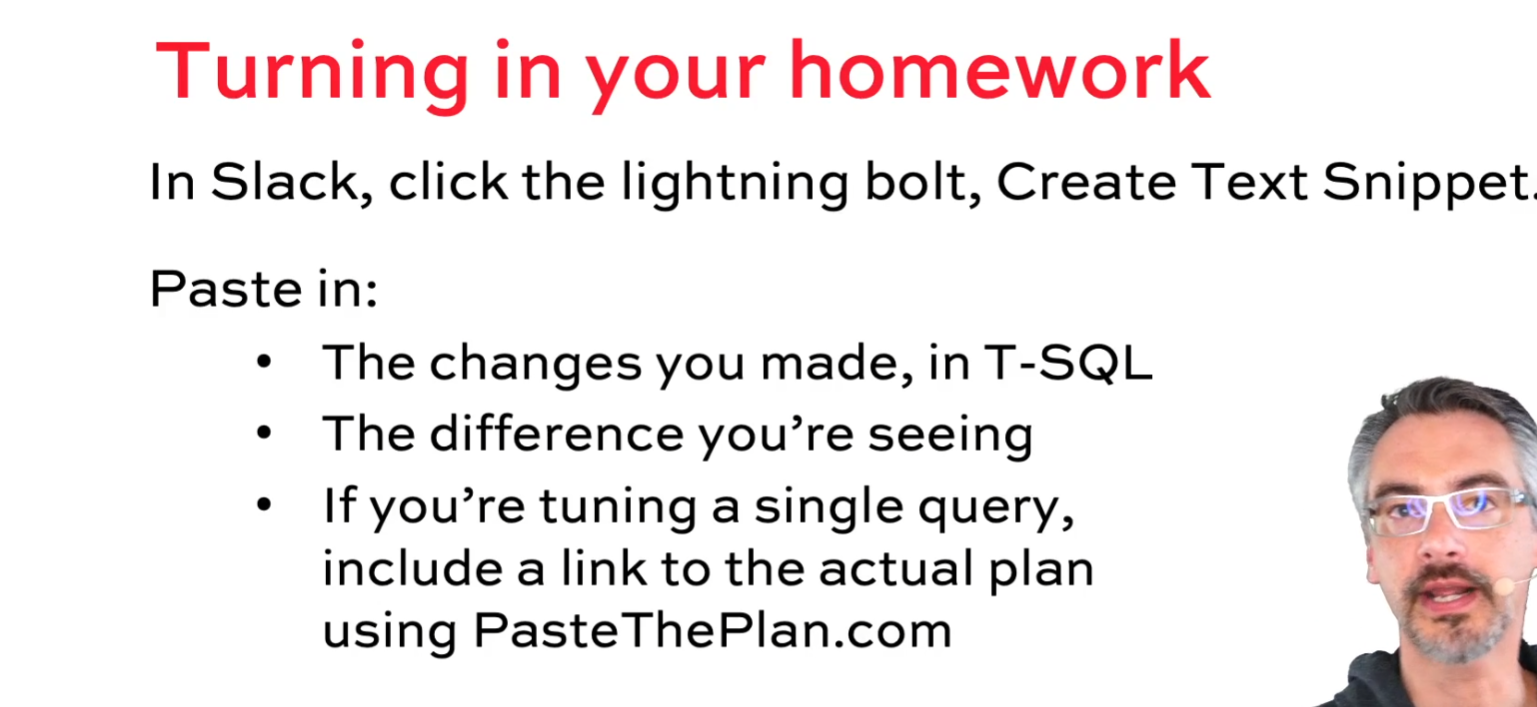 Turning in your homework
In Slack, click the lightning bolt, Create Text Snippet.
Paste in:
• The changes you made, in T-SQL
• The difference you’re seeing
• If you’re tuning a single query,
include a link to the actual plan
using PasteThePlan.com